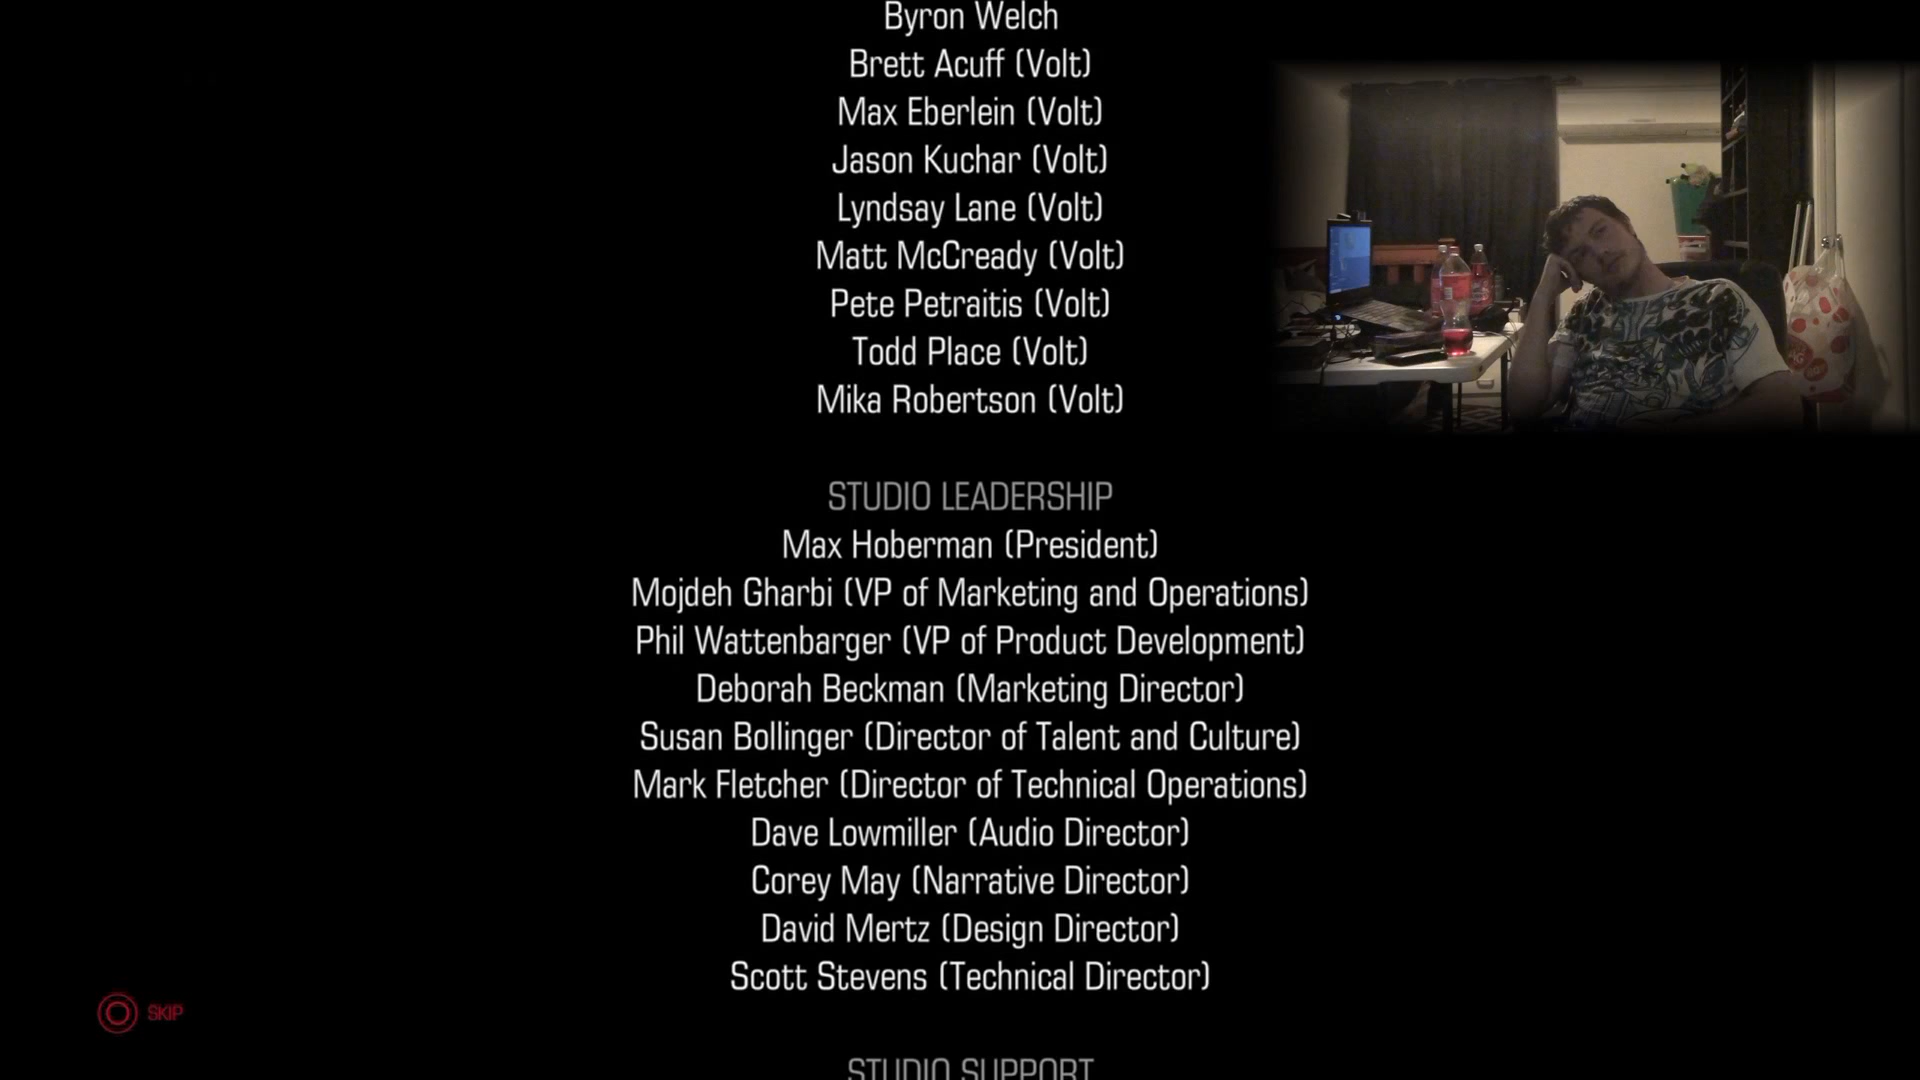 Byron Welch
Brett Acuff (Volt)
Max Eberlein (Volt)
Jason Kuchar (Volt)
Lyndsay Lane (Volt)
Matt McCready (Volt)
Pete Petraitis (Volt)
Todd Place (Volt)
Mika Robertson (Volt)
STUDIO LEADERSHIP
Max Hoberman (President)
Mojdeh Gharbi (VP of Marketing and Operations)
Phil Wattenbarger (VP of Product Development)
Deborah Beckman (Marketing Director)
Susan Bollinger (Director of Talent and Culture)
Mark Fletcher (Director of Technical Operations)
Dave Lowmiller (Audio Director)
Corey May (Narrative Director)
David Mertz (Design Director)
Scott Stevens (Technical Director)
SKIP
STUDIO SUPPORT